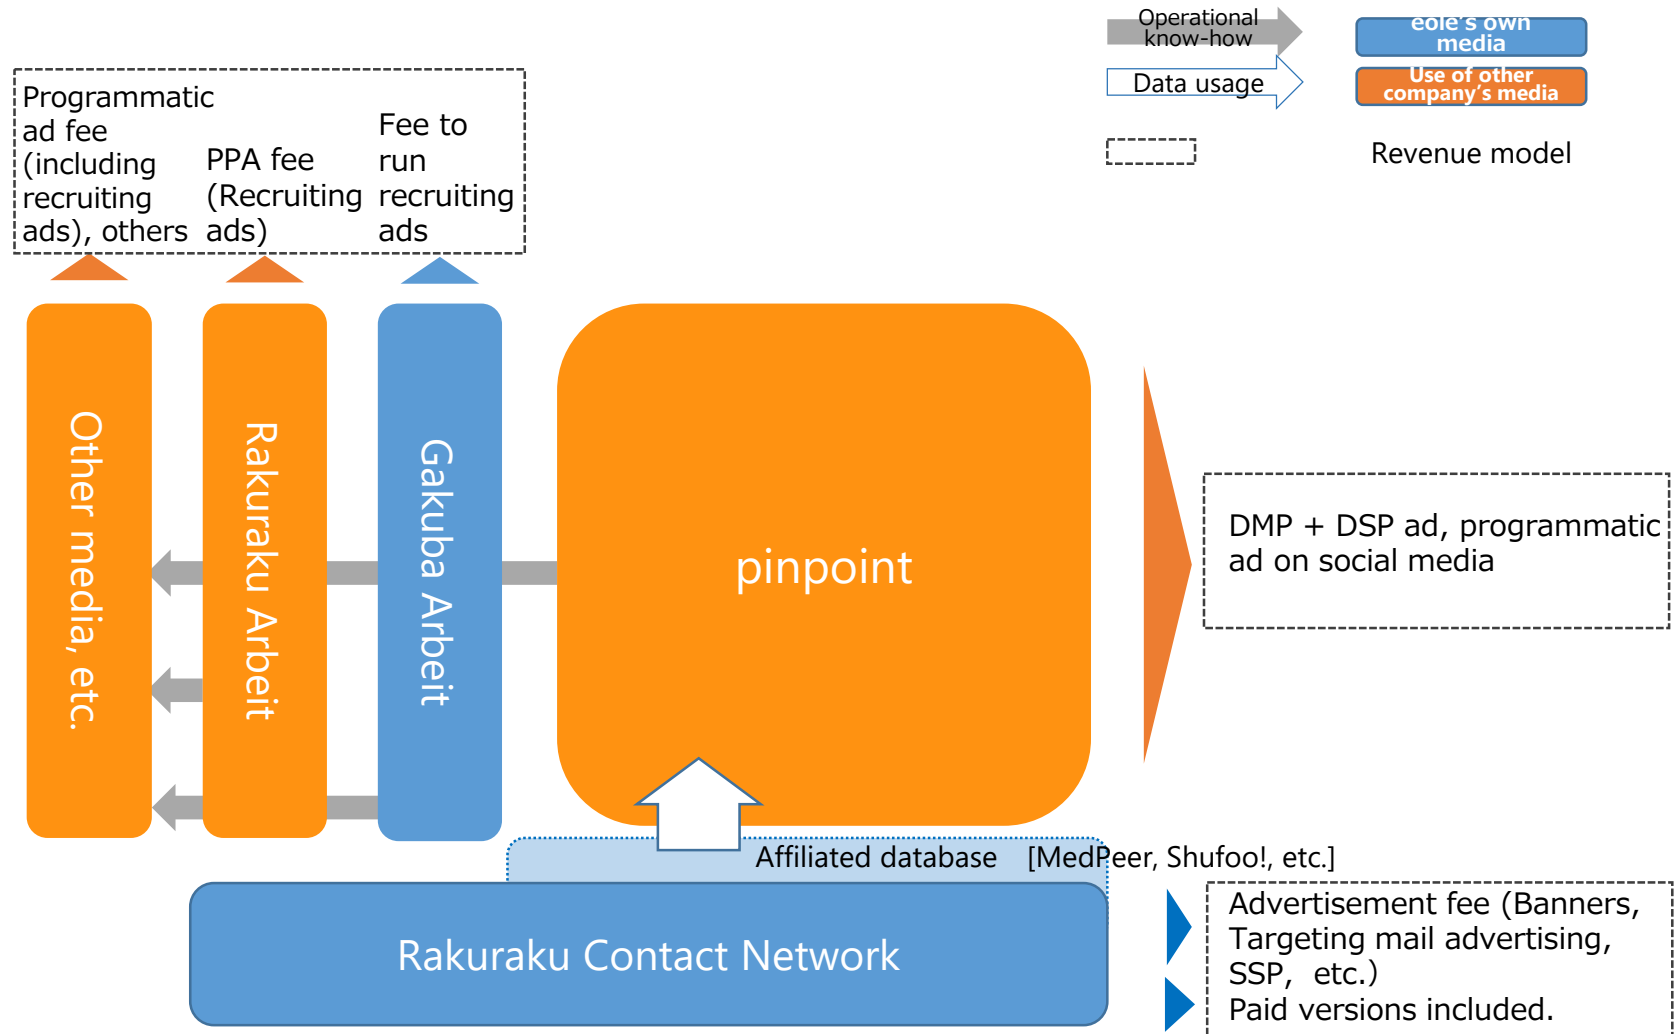 Operational
know-how
eole's own
media
Data usage
Use of other
company's media
Revenue model
Programmatic
ad fee
(including
recruiting
ads), others
PPA fee
(Recruiting
ads)
Fee to
run
recruiting
ads
Other media, etc.
Rakuraku Arbeit
Gakuba Arbeit
pinpoint
DMP + DSP ad, programmatic
ad on social media
Affiliated database [MedPeer, Shufoo!, etc.]
Rakuraku Contact Network
Advertisement fee (Banners,
Targeting mail advertising,
SSP, etc.)
Paid versions included.